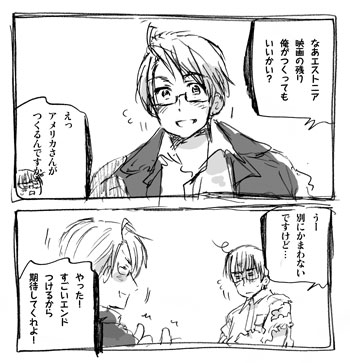 なあエストニア
映画の残り
俺がつくっても
いいかい？
えっ
アメリカさんが
つくるんですか
うー
別にかまわない
ですけど…
やった！
すごいエンド
つけるから
期待してくれよ！